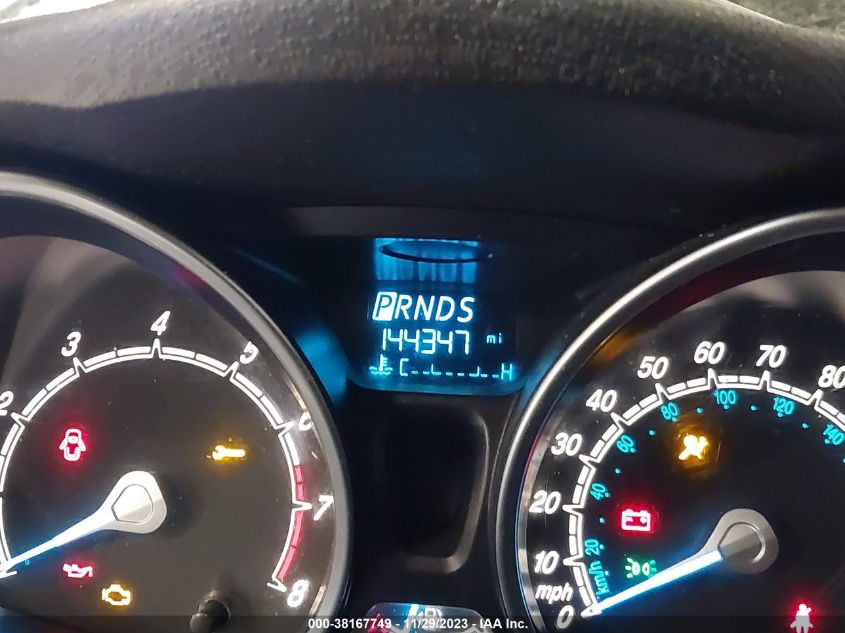 PRNDS
144347 mi
C H
2 3 4 5 6 7 8
0 10 20 30 40 50 60 70 80
mph
20 40 60 80 100 120 140
km/h
000-38167749 - 11/29/2023 - IAA Inc.